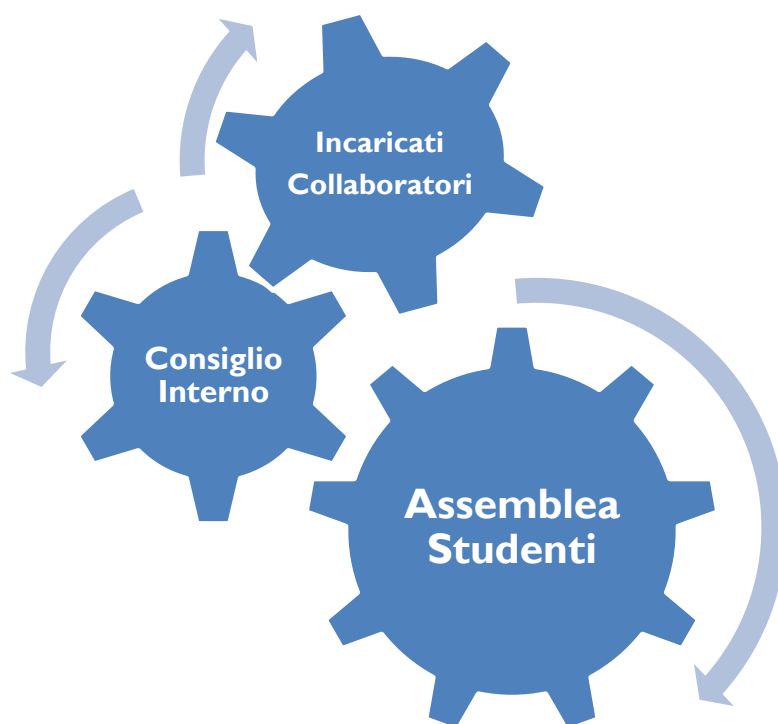 Incaricati
Collaboratori
Consiglio
Interno
Assemblea
Studenti